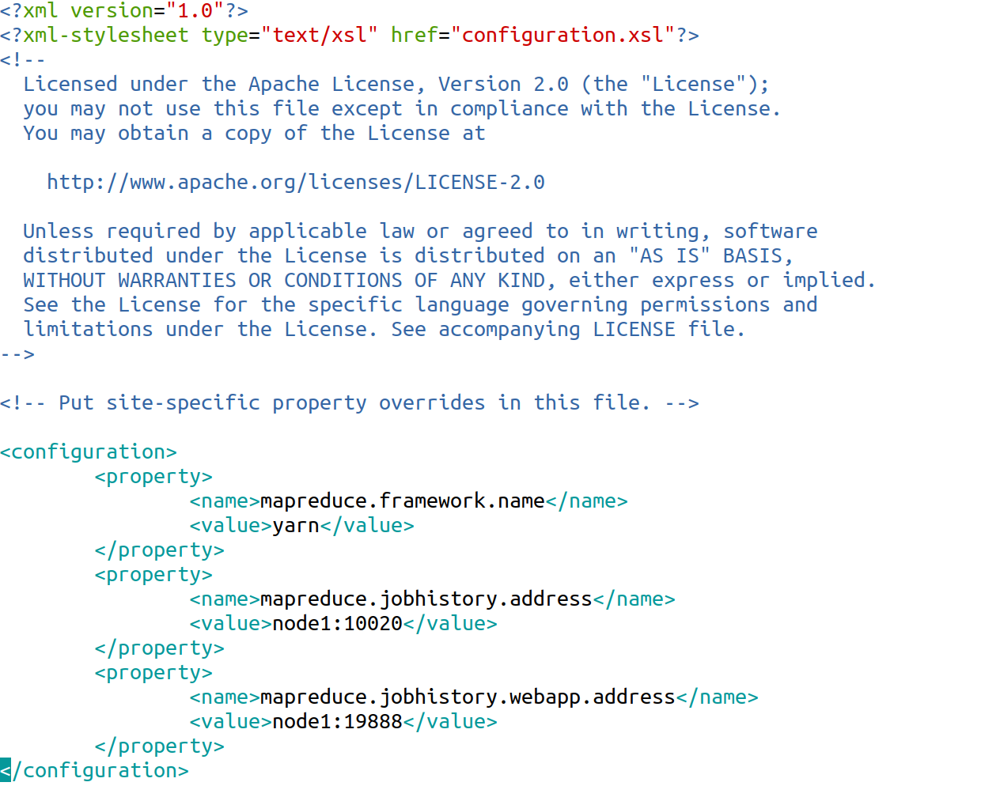 <?xml version="1.0"?>
<?xml-stylesheet type="text/xsl" href="configuration.xsl"?>
<!--
  Licensed under the Apache License, Version 2.0 (the "License");
  you may not use this file except in compliance with the License.
  You may obtain a copy of the License at

    http://www.apache.org/licenses/LICENSE-2.0

  Unless required by applicable law or agreed to in writing, software
  distributed under the License is distributed on an "AS IS" BASIS,
  WITHOUT WARRANTIES OR CONDITIONS OF ANY KIND, either express or implied.
  See the License for the specific language governing permissions and
  limitations under the License. See accompanying LICENSE file.
-->

<!-- Put site-specific property overrides in this file. -->

<configuration>
        <property>
                <name>mapreduce.framework.name</name>
                <value>yarn</value>
        </property>
        <property>
                <name>mapreduce.jobhistory.address</name>
                <value>node1:10020</value>
        </property>
        <property>
                <name>mapreduce.jobhistory.webapp.address</name>
                <value>node1:19888</value>
        </property>
</configuration>